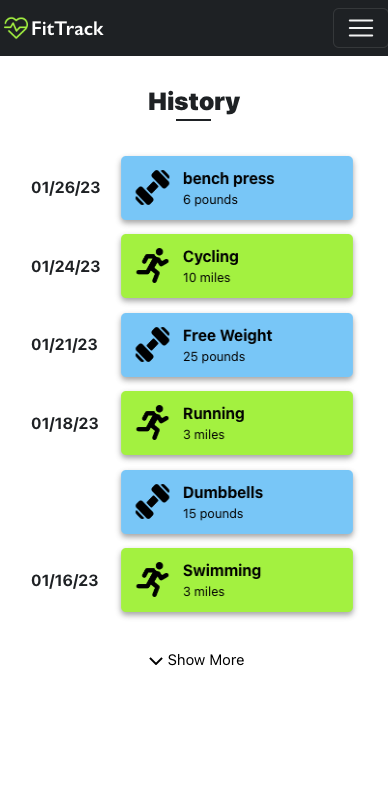 FitTrack
History
01/26/23
bench press
6 pounds
01/24/23
Cycling
10 miles
01/21/23
Free Weight
25 pounds
01/18/23
Running
3 miles
Dumbbells
15 pounds
01/16/23
Swimming
3 miles
Show More